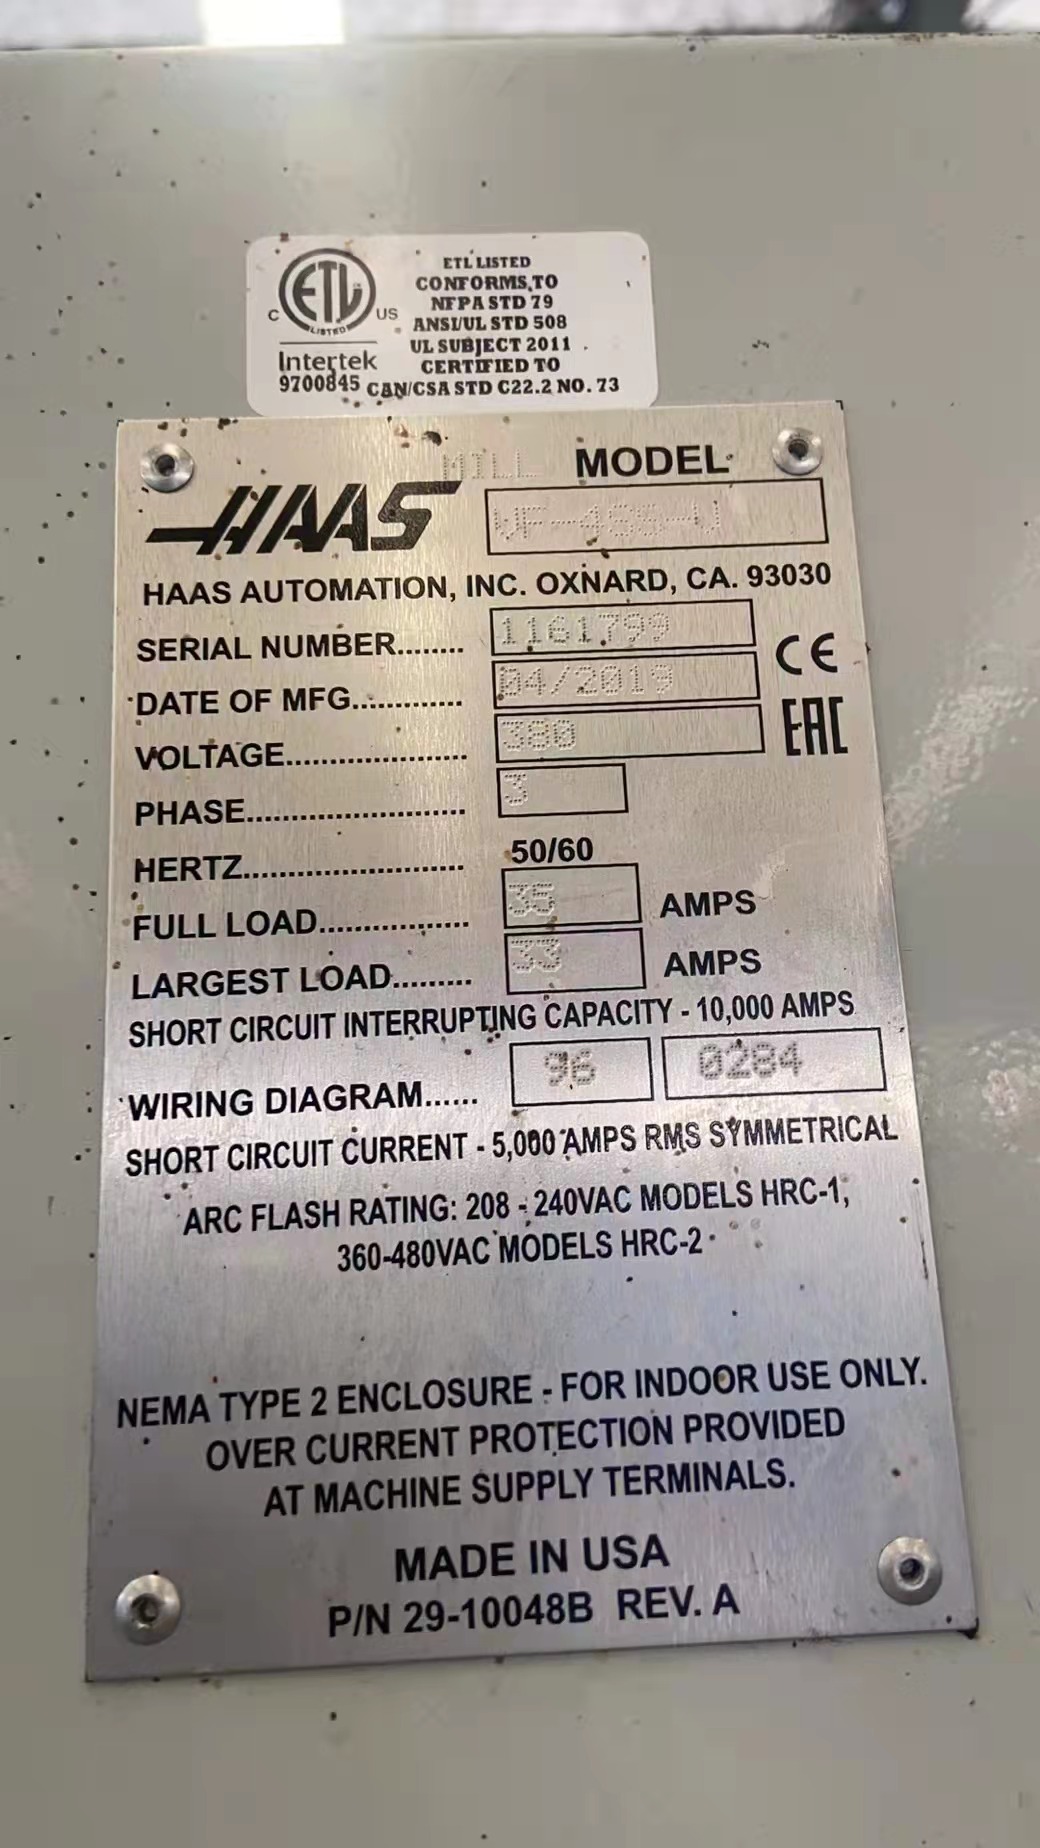 ETL LISTED
CONFORMS TO
NFPA STD 79
ANSI/UL STD 508
UL SUBJECT 2011
CERTIFIED TO
CAN/CSA STD C22.2 NO. 73
C ETL LISTED US
Intertek
9700845
MILL MODEL
HAAS
HAAS AUTOMATION, INC. OXNARD, CA. 93030
SERIAL NUMBER........ 1161799
DATE OF MFG............ 04/2019
CE
VOLTAGE.................... 380
EAC
PHASE........................ 3
HERTZ........................ 50/60
FULL LOAD................ 35 AMPS
LARGEST LOAD......... 33 AMPS
SHORT CIRCUIT INTERRUPTING CAPACITY - 10,000 AMPS
WIRING DIAGRAM...... 96 0284
SHORT CIRCUIT CURRENT - 5,000 AMPS RMS SYMMETRICAL
ARC FLASH RATING: 208 - 240VAC MODELS HRC-1,
360-480VAC MODELS HRC-2
NEMA TYPE 2 ENCLOSURE - FOR INDOOR USE ONLY.
OVER CURRENT PROTECTION PROVIDED
AT MACHINE SUPPLY TERMINALS.
MADE IN USA
P/N 29-10048B REV. A